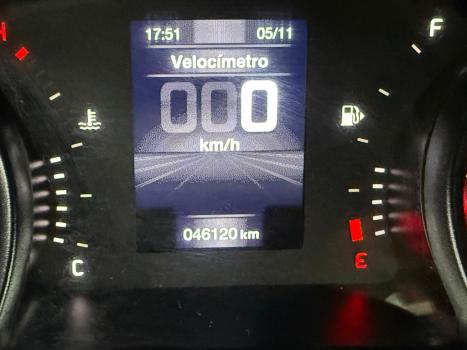 17:51 05/11
H F
Velocímetro
000
km/h
046120 km
C E